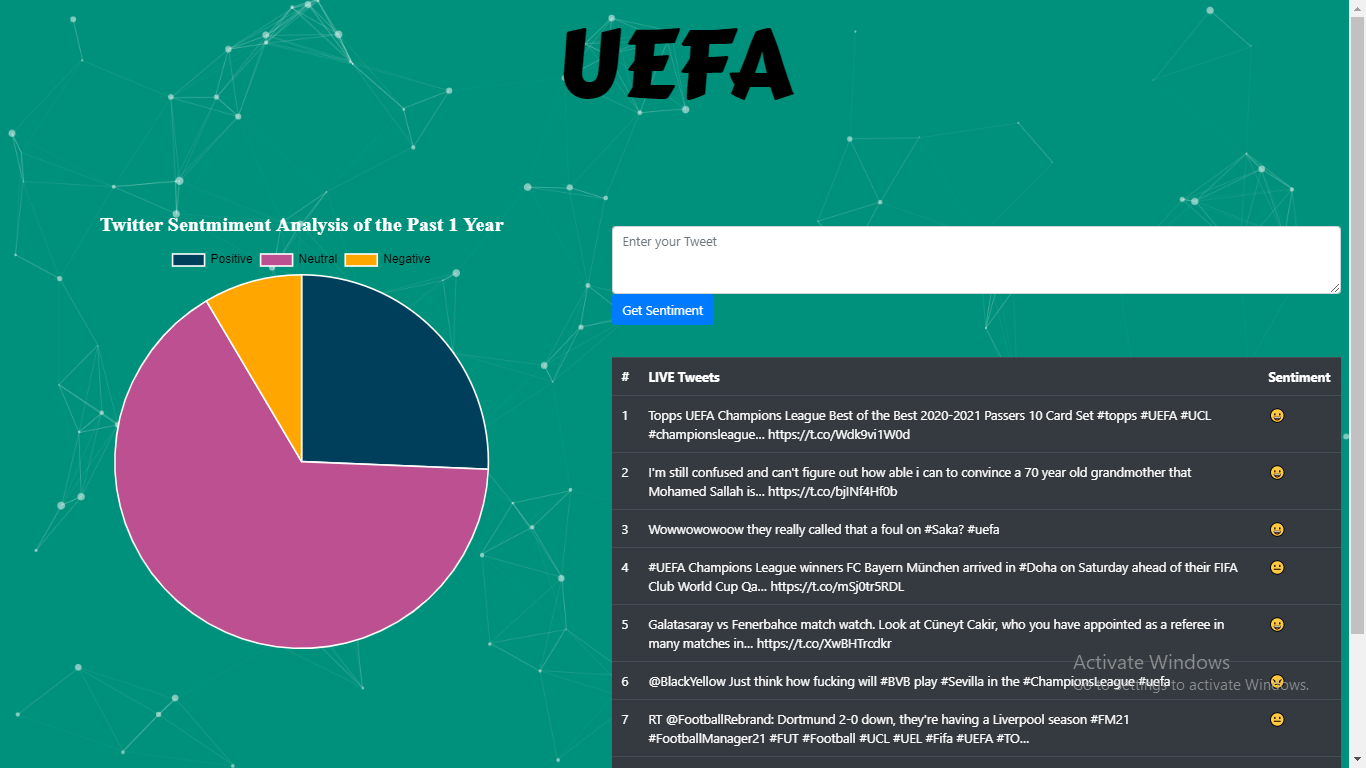 UEFA
Twitter Sentmiment Analysis of the Past 1 Year
Positive Neutral Negative
Enter your Tweet
Get Sentiment
# LIVE Tweets Sentiment
1 Topps UEFA Champions League Best of the Best 2020-2021 Passers 10 Card Set #topps #UEFA #UCL
#championsleague... https://t.co/Wdk9vi1W0d
2 I'm still confused and can't figure out how able i can to convince a 70 year old grandmother that
Mohamed Sallah is... https://t.co/bjINf4Hf0b
3 Wowwowowoow they really called that a foul on #Saka? #uefa
4 #UEFA Champions League winners FC Bayern München arrived in #Doha on Saturday ahead of their FIFA
Club World Cup Qa... https://t.co/mSj0tr5RDL
5 Galatasaray vs Fenerbahce match watch. Look at Cüneyt Cakir, who you have appointed as a referee in
many matches in... https://t.co/XwBHTrcdkr
Activate Windows
6 @BlackYellow Just think how fucking will #BVB play #Sevilla in the #ChampionsLeague #uefa
Go to Settings to activate Windows.
7 RT @FootballRebrand: Dortmund 2-0 down, they're having a Liverpool season #FM21
#FootballManager21 #FUT #Football #UCL #UEL #Fifa #UEFA #TO...